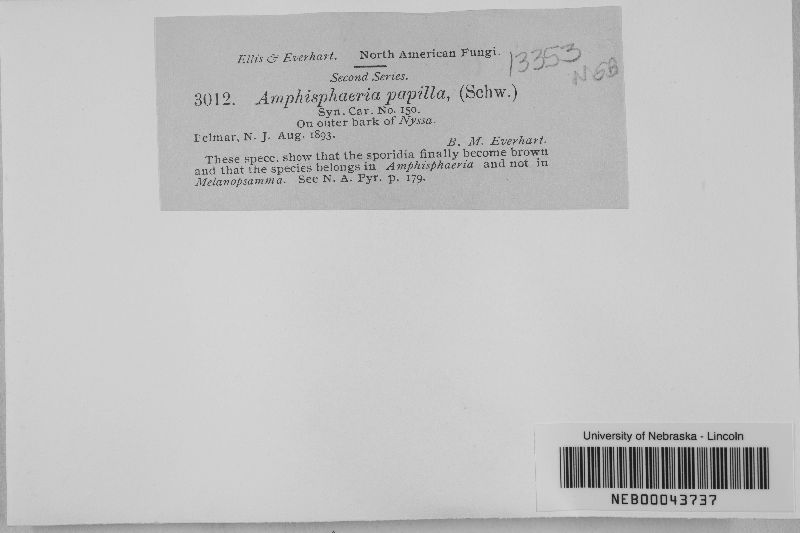 Ellis & Everhart. North American Fungi. 13353
Second Series. NGB
3012. Amphisphaeria papilla, (Schw.)
Syn. Car. No. 150.
On outer bark of Nyssa.
Delmar, N. J. Aug. 1893.
B. M. Everhart.
These specc. show that the sporidia finally become brown
and that the species belongs in Amphisphaeria and not in
Melanopsamma. See N. A. Pyr. p. 179.
University of Nebraska - Lincoln
NEB00043737